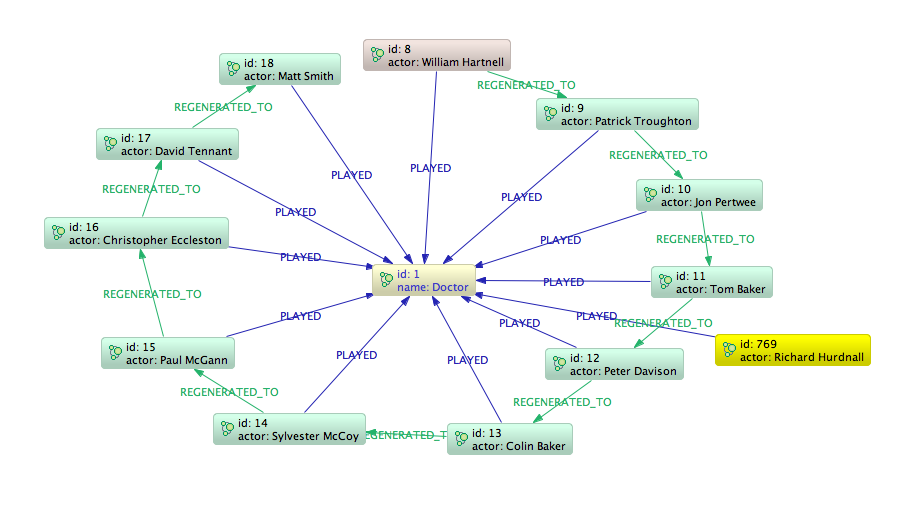 id: 8
actor: William Hartnell
id: 18
actor: Matt Smith
REGENERATED_TO
REGENERATED_TO
id: 9
actor: Patrick Troughton
id: 17
actor: David Tennant
REGENERATED_TO
PLAYED
PLAYED
REGENERATED_TO
id: 10
actor: Jon Pertwee
PLAYED
PLAYED
id: 16
actor: Christopher Eccleston
REGENERATED_TO
PLAYED
PLAYED
id: 1
name: Doctor
PLAYED
id: 11
actor: Tom Baker
REGENERATED_TO
PLAYED
PLAYED
PLAYED
REGENERATED_TO
id: 15
actor: Paul McGann
id: 769
actor: Richard Hurdnall
PLAYED
PLAYED
id: 12
actor: Peter Davison
REGENERATED_TO
REGENERATED_TO
id: 14
actor: Sylvester McCoy
EGENERATED_T
id: 13
actor: Colin Baker